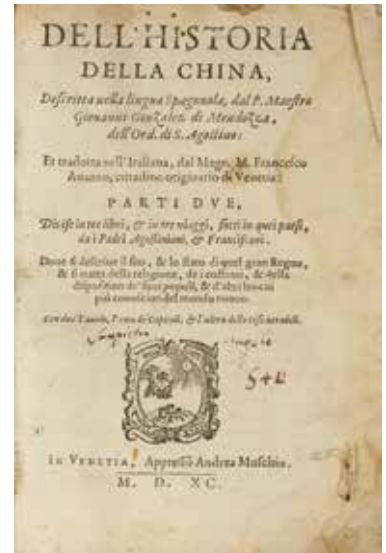 DELL'HISTORIA
DELLA CHINA,
Descritta nella lingua Spagnuola, dal P. Maestro
Giovanni Gonzalez di Mendozza,
dell'Ord. di S. Agostino:
Et tradotta nell'Italiana, dal Magn. M. Francesco
Auanzo, cittadino originario di Venetia:
PARTI DVE,
Diuise in tre libri, & in tre viaggi, fatti in quei paesi,
da i Padri Agostiniani, & Franciscani.
Doue si descriue il sito, & lo stato di quel gran Regno,
& si tratta della religione, de i costumi, & della
dispositione de' suoi popoli, & d'altri luochi
più conosciuti del mondo nuouo.
Con due Tauole, l'vna de' Capitoli, & l'altra delle cose notabili.
IN VENETIA, Appresso Andrea Muschio.
M. D. XC.